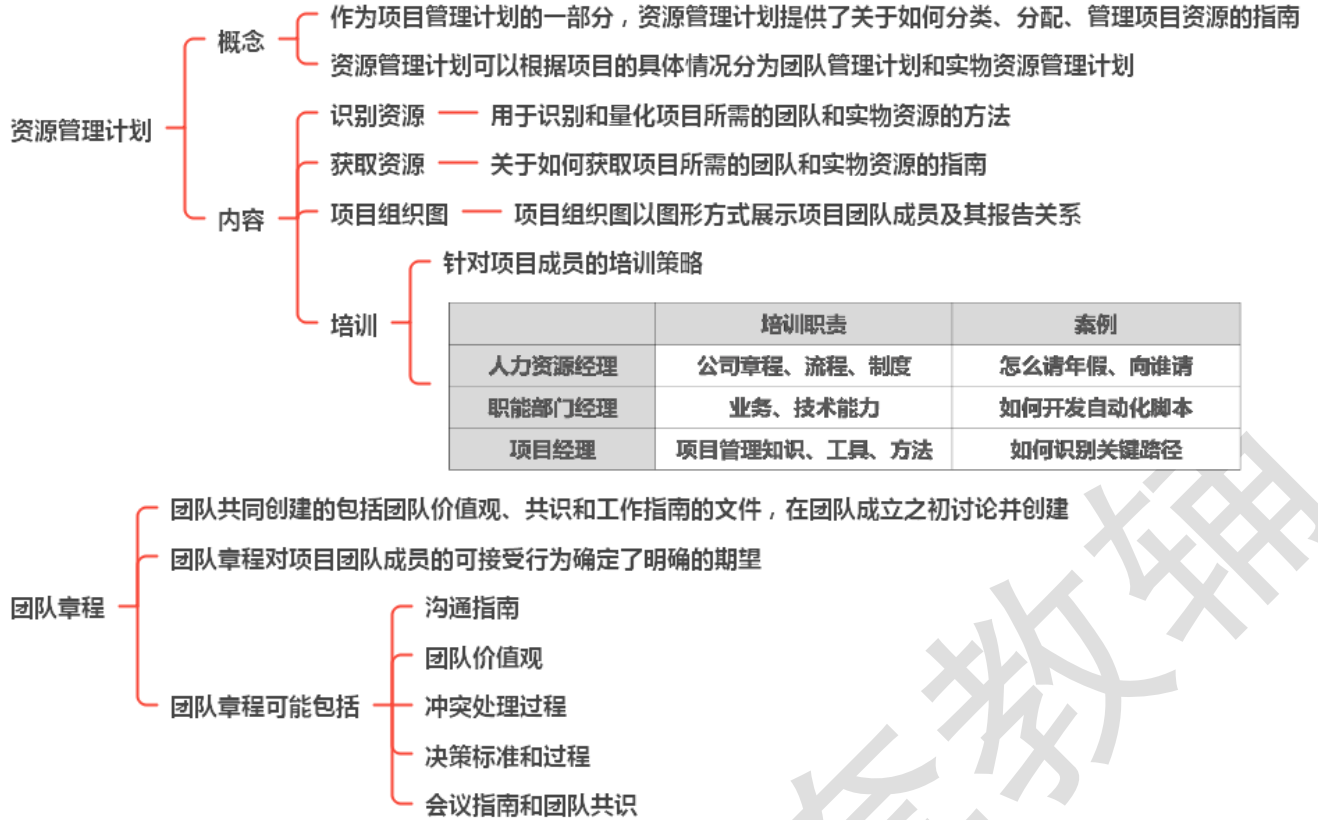 作为项目管理计划的一部分，资源管理计划提供了关于如何分类、分配、管理项目资源的指南
概念
资源管理计划可以根据项目的具体情况分为团队管理计划和实物资源管理计划
资源管理计划
识别资源
用于识别和量化项目所需的团队和实物资源的方法
获取资源
关于如何获取项目所需的团队和实物资源的指南
内容
项目组织图
项目组织图以图形方式展示项目团队成员及其报告关系
针对项目成员的培训策略
培训
培训职责 案例
人力资源经理 公司章程、流程、制度 怎么请年假、向谁请
职能部门经理 业务、技术能力 如何开发自动化脚本
项目经理 项目管理知识、工具、方法 如何识别关键路径
团队共同创建的包括团队价值观、共识和工作指南的文件，在团队成立之初讨论并创建
团队章程对项目团队成员的可接受行为确定了明确的期望
团队章程
沟通指南
团队价值观
团队章程可能包括
冲突处理过程
决策标准和过程
会议指南和团队共识
教辅